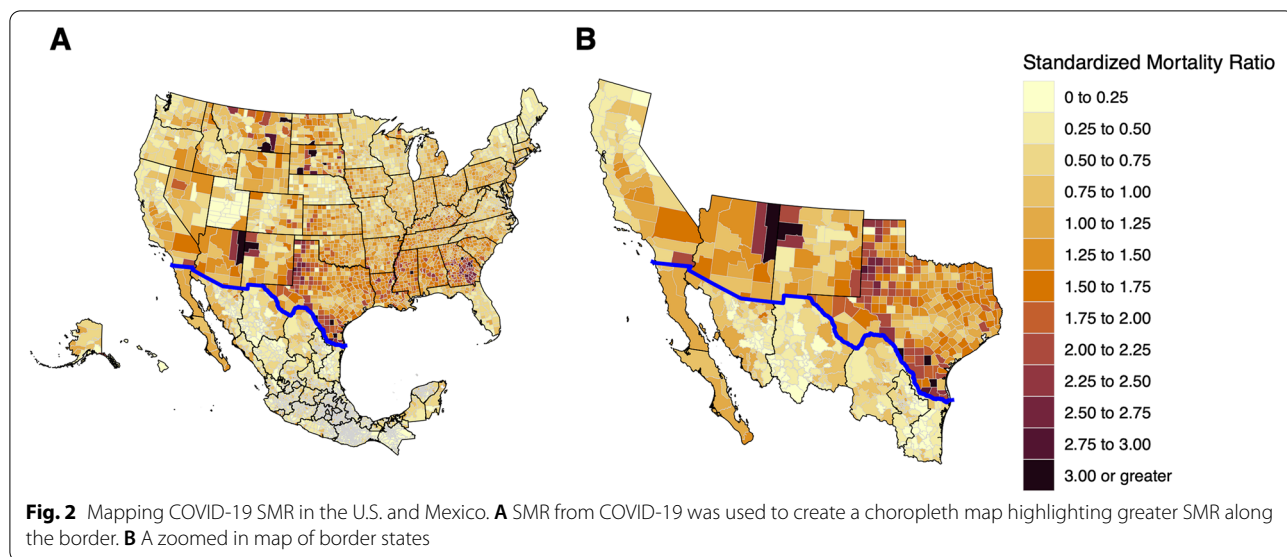 A
B
Standardized Mortality Ratio
0 to 0.25
0.25 to 0.50
0.50 to 0.75
0.75 to 1.00
1.00 to 1.25
1.25 to 1.50
1.50 to 1.75
1.75 to 2.00
2.00 to 2.25
2.25 to 2.50
2.50 to 2.75
2.75 to 3.00
3.00 or greater
Fig. 2 Mapping COVID-19 SMR in the U.S. and Mexico. A SMR from COVID-19 was used to create a choropleth map highlighting greater SMR along
the border. B A zoomed in map of border states